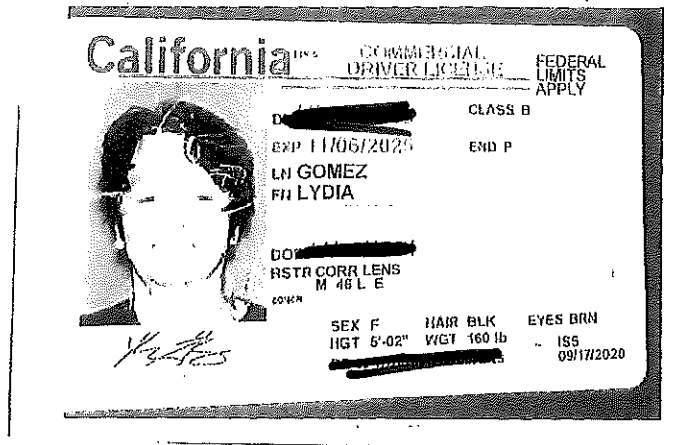 California USA COMMERCIAL
DRIVER LICENSE
FEDERAL
LIMITS
APPLY
CLASS B
EXP 11/06/2025 END P
LN GOMEZ
FN LYDIA
RSTR CORR LENS
M 46 L E
SEX F HAIR BLK EYES BRN
HGT 5'-02" WGT 160 lb ISS
09/17/2020